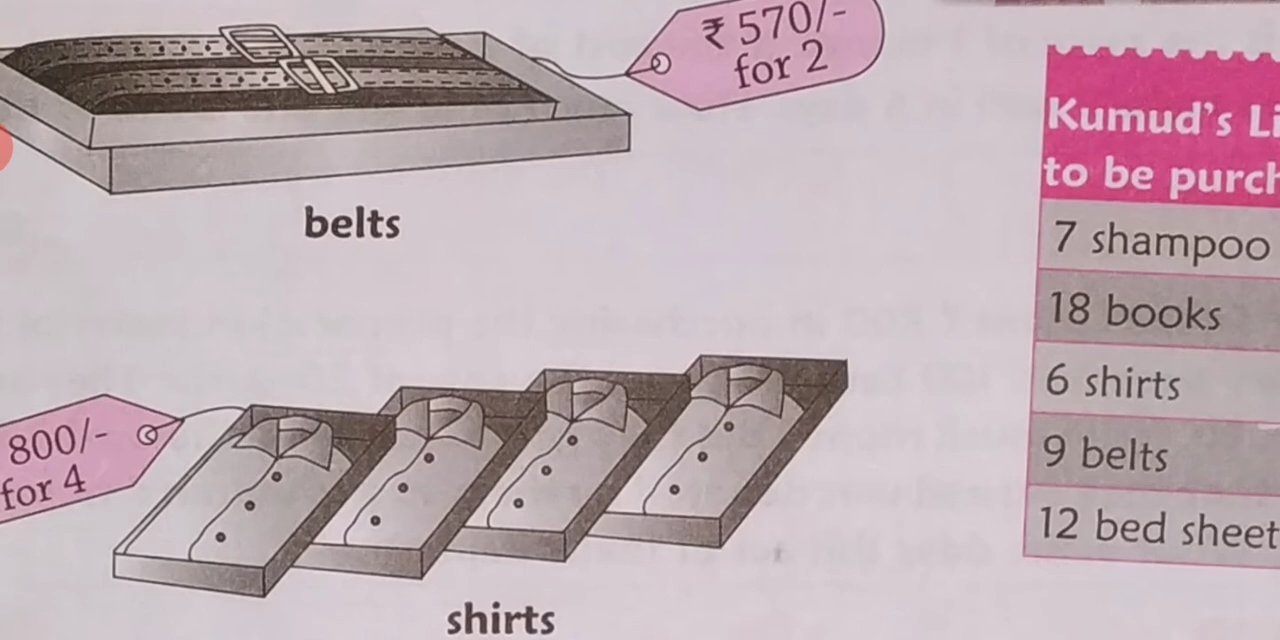 ₹ 570/-
for 2
belts
800/-
for 4
shirts
Kumud's Li
to be purch
7 shampoo
18 books
6 shirts
9 belts
12 bed sheet